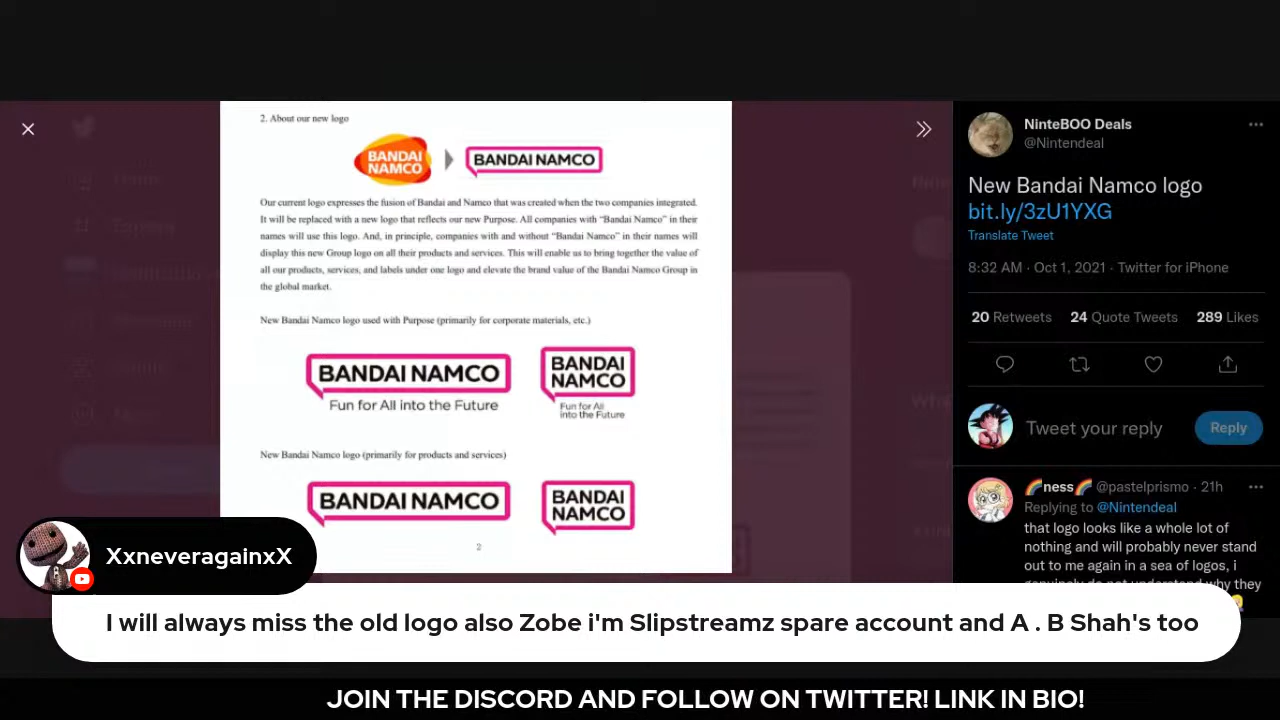 2. About our new logo
BANDAI
NAMCO
BANDAI NAMCO
Our current logo expresses the fusion of Bandai and Namco that was created when the two companies integrated.
It will be replaced with a new logo that reflects our new Purpose. All companies with “Bandai Namco” in their
names will use this logo. And, in principle, companies with and without “Bandai Namco” in their names will
display this new Group logo on all their products and services. This will enable us to bring together the value of
all our products, services, and labels under one logo and elevate the brand value of the Bandai Namco Group in
the global market.
New Bandai Namco logo used with Purpose (primarily for corporate materials, etc.)
BANDAI NAMCO
Fun for All into the Future
BANDAI
NAMCO
Fun for All
into the Future
New Bandai Namco logo (primarily for products and services)
BANDAI NAMCO
BANDAI
NAMCO
2
NinteBOO Deals
@Nintendeal
New Bandai Namco logo
bit.ly/3zU1YXG
Translate Tweet
8:32 AM · Oct 1, 2021 · Twitter for iPhone
20 Retweets 24 Quote Tweets 289 Likes
Tweet your reply
Reply
🌈ness🌈 @pastelprismo · 21h
Replying to @Nintendeal
that logo looks like a whole lot of
nothing and will probably never stand
out to me again in a sea of logos, i
genuinely do not understand why they
XxneveragainxX
I will always miss the old logo also Zobe i'm Slipstreamz spare account and A . B Shah's too
JOIN THE DISCORD AND FOLLOW ON TWITTER! LINK IN BIO!